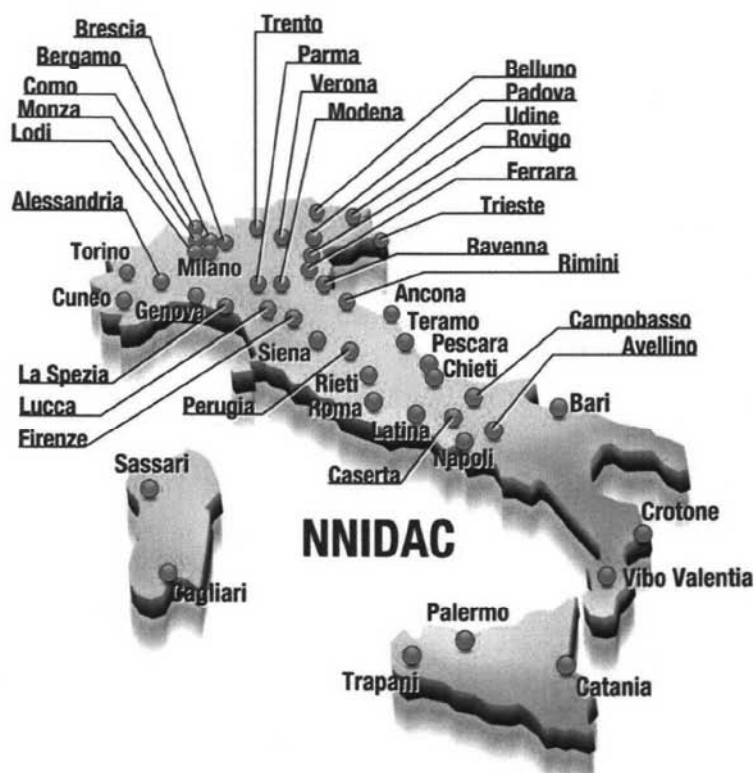 Brescia
Trento
Bergamo
Parma
Belluno
Como
Verona
Padova
Monza
Modena
Udine
Lodi
Rovigo
Ferrara
Alessandria
Trieste
Torino
Milano
Ravenna
Rimini
Cuneo
Genova
Ancona
Teramo
Campobasso
Siena
Pescara
Avellino
La Spezia
Chieti
Rieti
Lucca
Perugia
Roma
Bari
Firenze
Latina
Napoli
Sassari
Caserta
NNIDAC
Crotone
Cagliari
Vibo Valentia
Palermo
Trapani
Catania